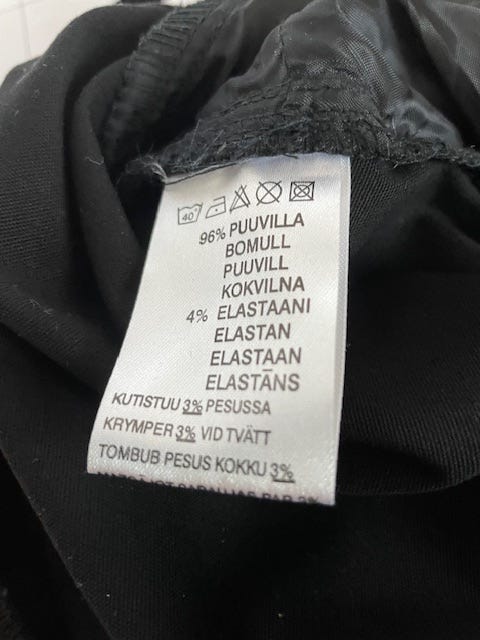 40
96% PUUVILLA
BOMULL
PUUVILL
KOKVILNA
4% ELASTAANI
ELASTAN
ELASTAAN
ELASTĀNS
KUTISTUU 3% PESUSSA
KRYMPER 3% VID TVÄTT
TOMBUB PESUS KOKKU 3%